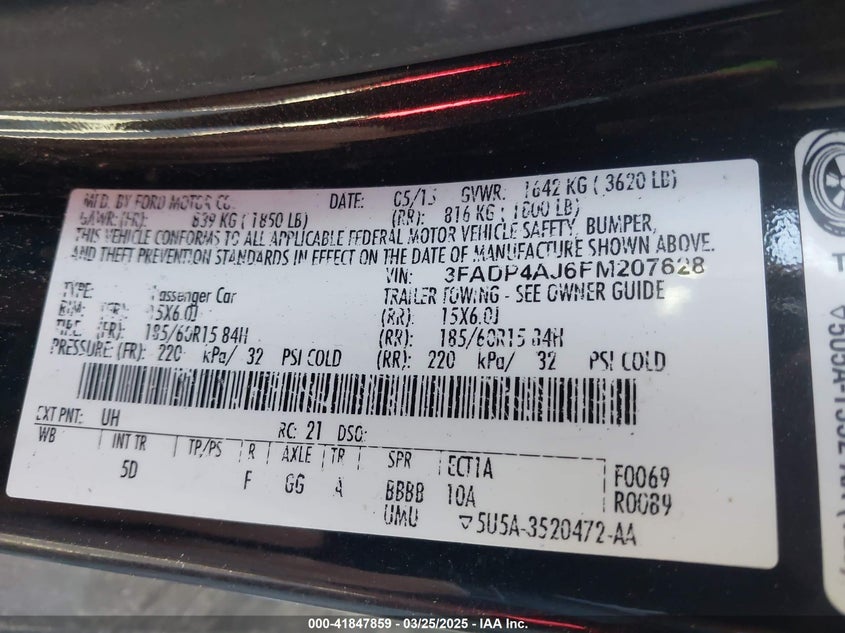 MFD. BY FORD MOTOR CO. DATE: 05/15 GVWR: 1642 KG ( 3620 LB)
GAWR: (FR): 839 KG ( 1850 LB) (RR): 816 KG ( 1800 LB)
THIS VEHICLE CONFORMS TO ALL APPLICABLE FEDERAL MOTOR VEHICLE SAFETY, BUMPER,
AND THEFT PREVENTION STANDARDS IN EFFECT ON THE DATE OF MANUFACTURE SHOWN ABOVE.
VIN: 3FADP4AJ6FM207628
TYPE: Passenger Car TRAILER TOWING - SEE OWNER GUIDE
RIM: (FR): 15X6.0J (RR): 15X6.0J
TIRE: (FR): 185/60R15 84H (RR): 185/60R15 84H
PRESSURE: (FR): 220 kPa/ 32 PSI COLD (RR): 220 kPa/ 32 PSI COLD
EXT PNT: UH RC: 21 DSO:
WB INT TR TP/PS R AXLE TR SPR ECT1A F0069
5D F GG A BBBB 10A R0089
UMU ▽5U5A-3520472-AA
000-41847859 - 03/25/2025 - IAA Inc.